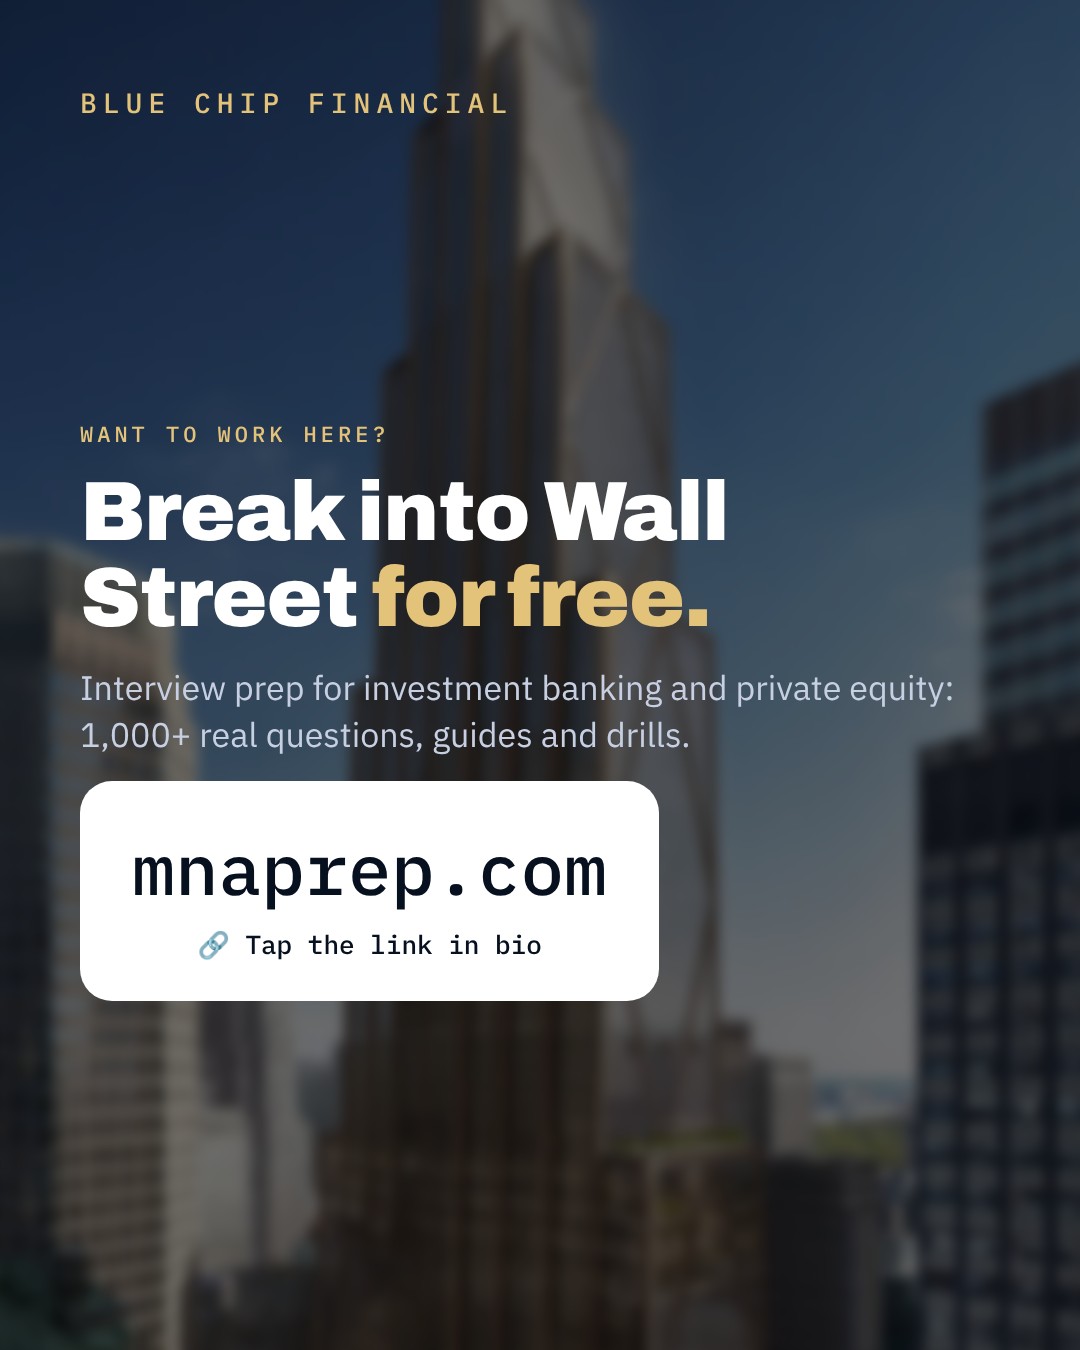 BLUE CHIP FINANCIAL
WANT TO WORK HERE?
Break into Wall
Street for free.
Interview prep for investment banking and private equity:
1,000+ real questions, guides and drills.
mnaprep.com
🔗 Tap the link in bio